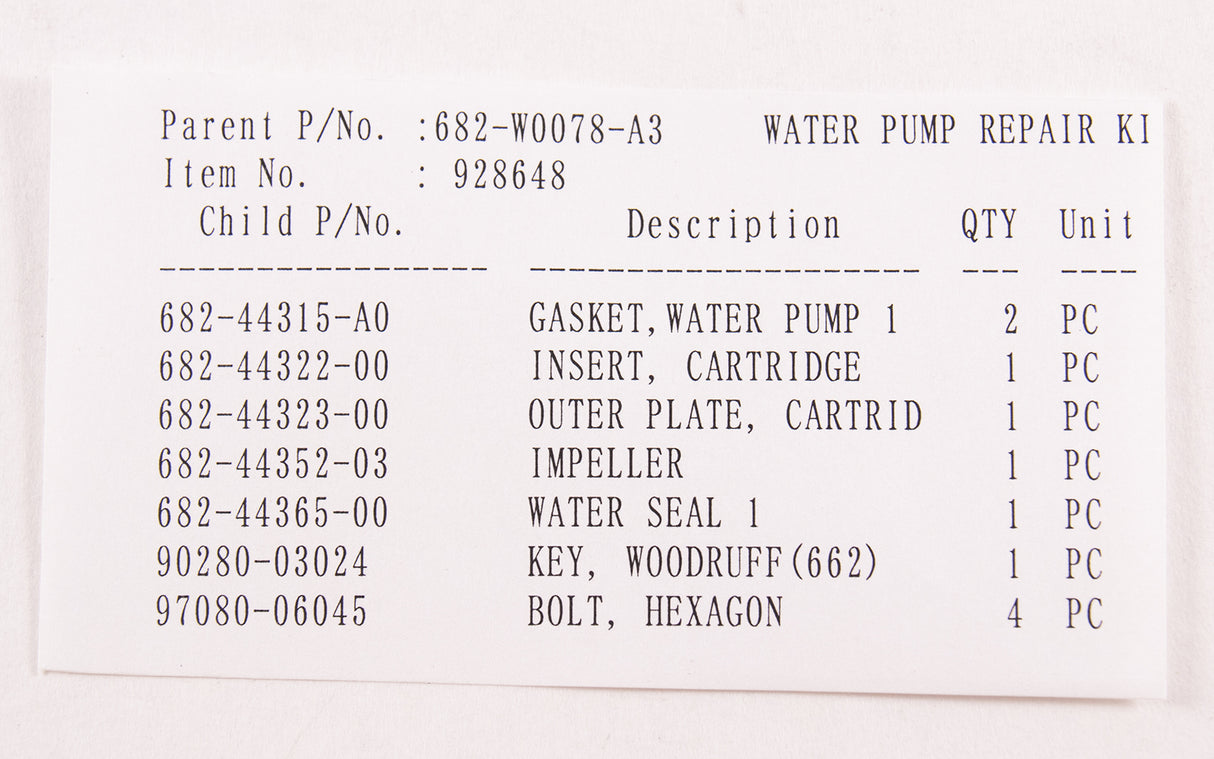 Parent P/No. :682-W0078-A3 WATER PUMP REPAIR KI
Item No. : 928648
Child P/No. Description QTY Unit
----------------- -------------------- --- ----
682-44315-A0 GASKET,WATER PUMP 1 2 PC
682-44322-00 INSERT, CARTRIDGE 1 PC
682-44323-00 OUTER PLATE, CARTRID 1 PC
682-44352-03 IMPELLER 1 PC
682-44365-00 WATER SEAL 1 1 PC
90280-03024 KEY, WOODRUFF(662) 1 PC
97080-06045 BOLT, HEXAGON 4 PC